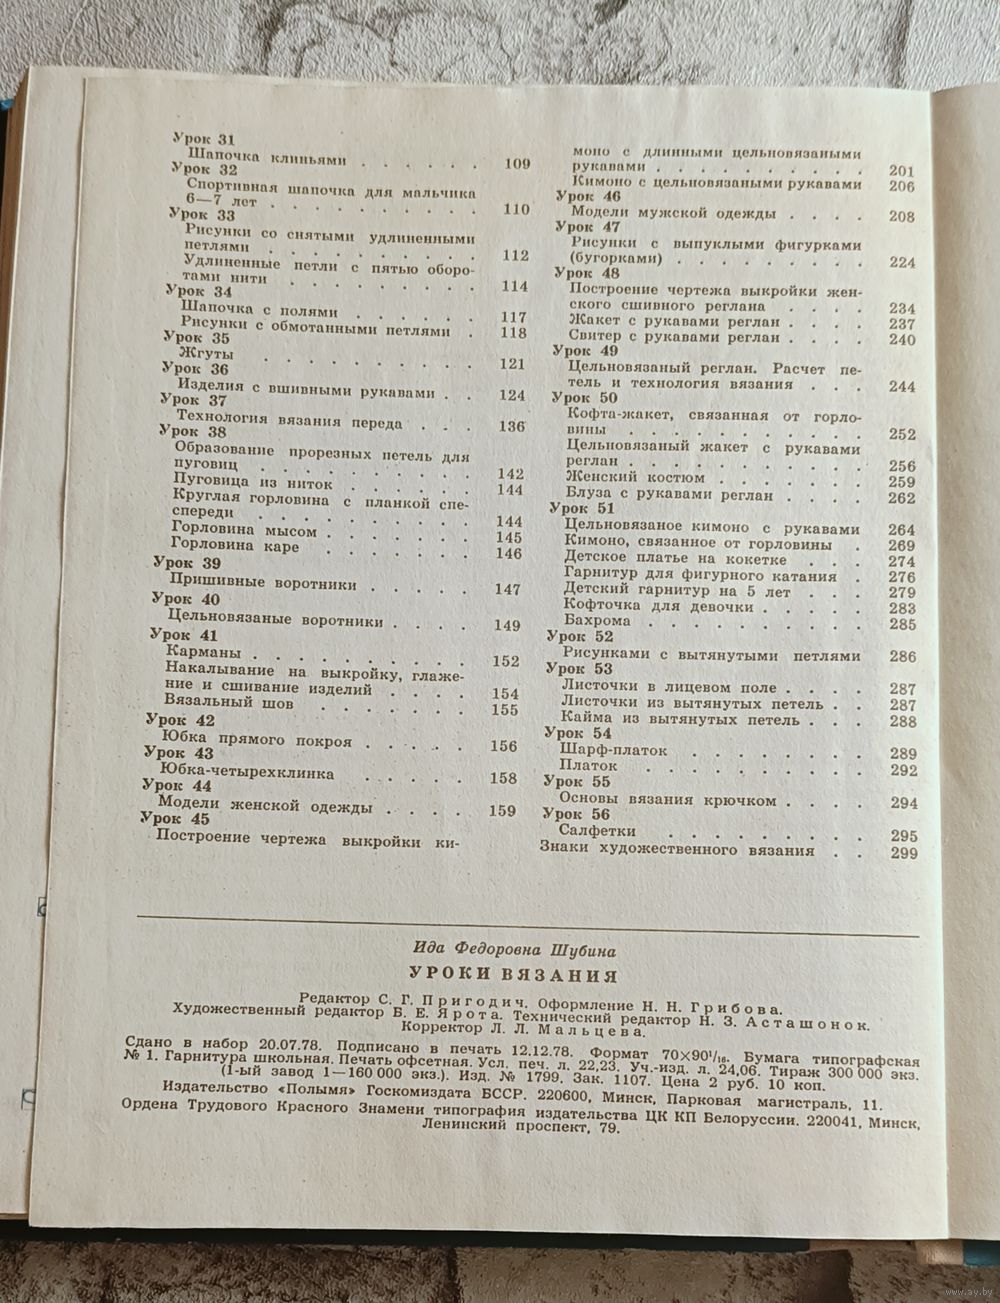 Урок 31
Шапочка клиньями . . . . . . 109
Урок 32
Спортивная шапочка для мальчика
6—7 лет . . . . . . . . . . 110
Урок 33
Рисунки со снятыми удлиненными
петлями . . . . . . . . . 112
Удлиненные петли с пятью оборо-
тами нити . . . . . . . . 114
Урок 34
Шапочка с полями . . . . . . 117
Рисунки с обмотанными петлями . 118
Урок 35
Жгуты . . . . . . . . 121
Урок 36
Изделия с вшивными рукавами . . 124
Урок 37
Технология вязания переда . . . 136
Урок 38
Образование прорезных петель для
пуговиц . . . . . . . . 142
Пуговица из ниток . . . . . . 144
Круглая горловина с планкой спе-
спереди . . . . . . . . . 144
Горловина мысом . . . . . . . 145
Горловина каре . . . . . . . 146
Урок 39
Пришивные воротники . . . . . 147
Урок 40
Цельновязаные воротники . . . . 149
Урок 41
Карманы . . . . . . . . . . 152
Накалывание на выкройку, глаже-
ние и сшивание изделий . . . . 154
Вязальный шов . . . . . . . 155
Урок 42
Юбка прямого покроя . . . . . 156
Урок 43
Юбка-четырехклинка . . . . . 158
Урок 44
Модели женской одежды . . . . 159
Урок 45
Построение чертежа выкройки ки-
моно с длинными цельновязаными
рукавами . . . . . . . . . . 201
Кимоно с цельновязаными рукавами 206
Урок 46
Модели мужской одежды . . . . 208
Урок 47
Рисунки с выпуклыми фигурками
(бугорками) . . . . . . . . . 224
Урок 48
Построение чертежа выкройки жен-
ского сшивного реглана . . . . 234
Жакет с рукавами реглан . . . . 237
Свитер с рукавами реглан . . . . 240
Урок 49
Цельновязаный реглан. Расчет пе-
тель и технология вязания . . . 244
Урок 50
Кофта-жакет, связанная от горло-
вины . . . . . . . . . . . 252
Цельновязаный жакет с рукавами
реглан . . . . . . . . . . . 256
Женский костюм . . . . . . . 259
Блуза с рукавами реглан . . . . 262
Урок 51
Цельновязаное кимоно с рукавами 264
Кимоно, связанное от горловины . 269
Детское платье на кокетке . . . 274
Гарнитур для фигурного катания . 276
Детский гарнитур на 5 лет . . . 279
Кофточка для девочки . . . . . 283
Бахрома . . . . . . . . . . 285
Урок 52
Рисунками с вытянутыми петлями 286
Урок 53
Листочки в лицевом поле . . . . 287
Листочки из вытянутых петель . . 287
Кайма из вытянутых петель . . . 288
Урок 54
Шарф-платок . . . . . . . . 289
Платок . . . . . . . . . . 292
Урок 55
Основы вязания крючком . . . . 294
Урок 56
Салфетки . . . . . . . . . 295
Знаки художественного вязания . . 299
Ида Федоровна Шубина
УРОКИ ВЯЗАНИЯ
Редактор С. Г. Пригодич. Оформление Н. Н. Грибова.
Художественный редактор Б. Е. Ярота. Технический редактор Н. З. Асташонок.
Корректор Л. Л. Мальцева.
Сдано в набор 20.07.78. Подписано в печать 12.12.78. Формат 70×90¹/₁₆. Бумага типографская
№ 1. Гарнитура школьная. Печать офсетная. Усл. печ. л. 22,23. Уч.-изд. л. 24,06. Тираж 300 000 экз.
(1-ый завод 1—160 000 экз.). Изд. № 1799. Зак. 1107. Цена 2 руб. 10 коп.
Издательство «Полымя» Госкомиздата БССР. 220600, Минск, Парковая магистраль, 11.
Ордена Трудового Красного Знамени типография издательства ЦК КП Белоруссии. 220041, Минск,
Ленинский проспект, 79.
www.ay.by